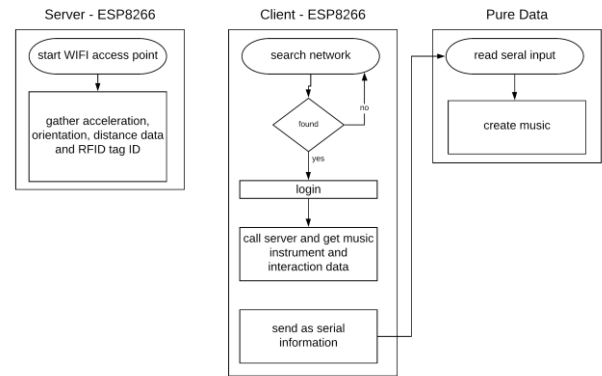 Server - ESP8266
start WIFI access point
gather acceleration,
orientation, distance data
and RFID tag ID
Client - ESP8266
search network
found
no
yes
login
call server and get music
instrument and
interaction data
send as serial
information
Pure Data
read seral input
create music